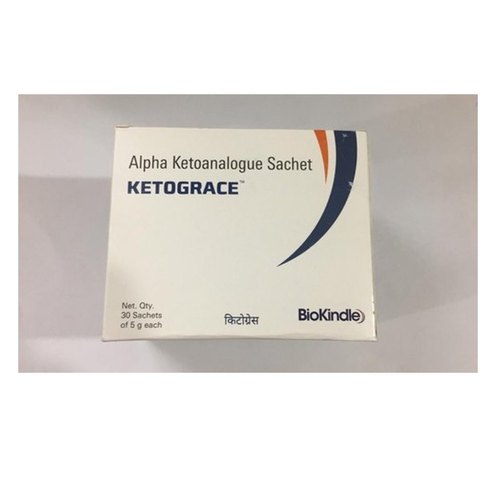 Alpha Ketoanalogue Sachet
KETOGRACE™
Net. Qty.
30 Sachets
of 5 g each
किटोग्रेस
BioKindle